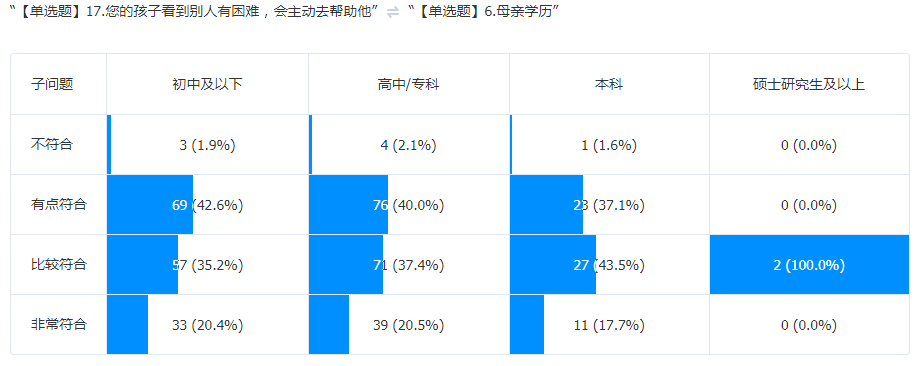 “【单选题】17.您的孩子看到别人有困难，会主动去帮助他” ⇌ “【单选题】6.母亲学历”
子问题 初中及以下 高中/专科 本科 硕士研究生及以上
不符合 3 (1.9%) 4 (2.1%) 1 (1.6%) 0 (0.0%)
有点符合 69 (42.6%) 76 (40.0%) 23 (37.1%) 0 (0.0%)
比较符合 57 (35.2%) 71 (37.4%) 27 (43.5%) 2 (100.0%)
非常符合 33 (20.4%) 39 (20.5%) 11 (17.7%) 0 (0.0%)